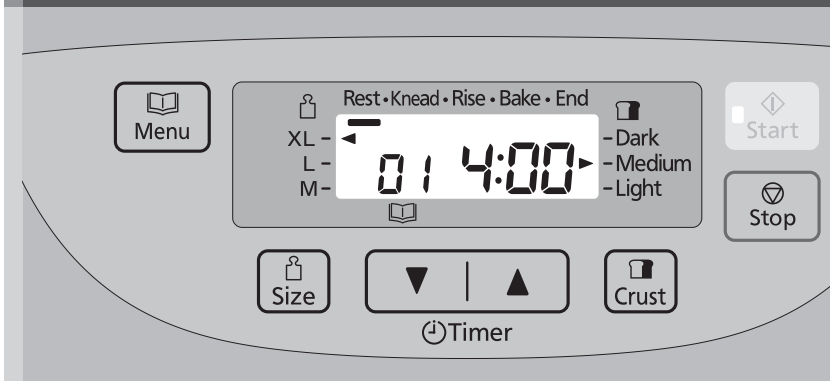 Rest • Knead • Rise • Bake • End
Menu
XL
L
M
01 4:00
Dark
Medium
Light
Start
Stop
Size
Crust
Timer